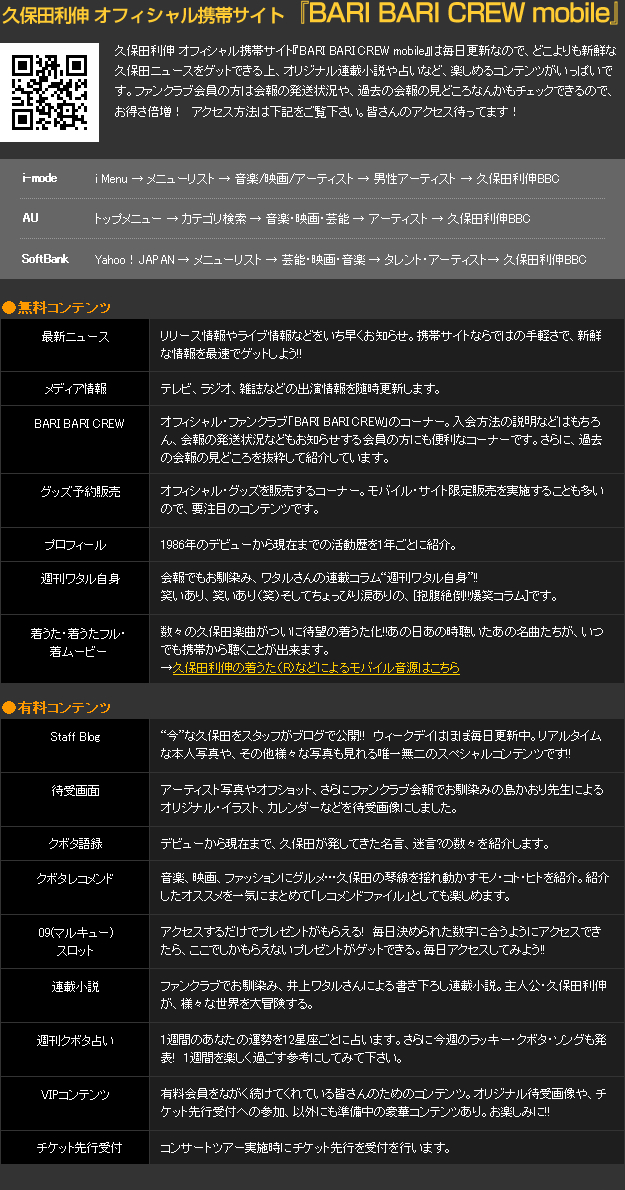 久保田利伸 オフィシャル携帯サイト 『BARI BARI CREW mobile』
久保田利伸 オフィシャル携帯サイト『BARI BARI CREW mobile』は毎日更新なので、どこよりも新鮮な
久保田ニュースをゲットできる上、オリジナル連載小説や占いなど、楽しめるコンテンツがいっぱいで
す。ファンクラブ会員の方は会報の発送状況や、過去の会報の見どころなんかもチェックできるので、
お得さ倍増！ アクセス方法は下記をご覧下さい。皆さんのアクセス待ってます！
i-mode i Menu → メニューリスト → 音楽/映画/アーティスト → 男性アーティスト → 久保田利伸BBC
AU トップメニュー → カテゴリ検索 → 音楽・映画・芸能 → アーティスト → 久保田利伸BBC
SoftBank Yahoo！ JAPAN → メニューリスト → 芸能・映画・音楽 → タレント・アーティスト→ 久保田利伸BBC
●無料コンテンツ
最新ニュース
リリース情報やライブ情報などをいち早くお知らせ。携帯サイトならではの手軽さで、新鮮
な情報を最速でゲットしよう!!
メディア情報
テレビ、ラジオ、雑誌などの出演情報を随時更新します。
BARI BARI CREW
オフィシャル・ファンクラブ「BARI BARI CREW」のコーナー。入会方法の説明などはもちろ
ん、会報の発送状況などもお知らせする会員の方にも便利なコーナーです。さらに、過去
の会報の見どころを抜粋して紹介しています。
グッズ予約販売
オフィシャル・グッズを販売するコーナー。モバイル・サイト限定販売を実施することも多い
ので、要注目のコンテンツです。
プロフィール
1986年のデビューから現在までの活動歴を1年ごとに紹介。
週刊ワタル自身
会報でもお馴染み、ワタルさんの連載コラム“週刊ワタル自身”!!
笑いあり、笑いあり（笑）そしてちょっぴり涙ありの、[抱腹絶倒!!爆笑コラム]です。
着うた・着うたフル・
着ムービー
数々の久保田楽曲がついに待望の着うた化!!あの日あの時聴いたあの名曲たちが、いつ
でも携帯から聴くことが出来ます。
→久保田利伸の着うた（R）などによるモバイル音源はこちら
●有料コンテンツ
Staff Blog
“今”な久保田をスタッフがブログで公開!! ウィークデイはほぼ毎日更新中。リアルタイム
な本人写真や、その他様々な写真も見れる唯一無二のスペシャルコンテンツです!!
待受画面
アーティスト写真やオフショット、さらにファンクラブ会報でお馴染みの島かおり先生による
オリジナル・イラスト、カレンダーなどを待受画像にしました。
クボタ語録
デビューから現在まで、久保田が発してきた名言、迷言?の数々を紹介します。
クボタレコメンド
音楽、映画、ファッションにグルメ…久保田の琴線を揺れ動かすモノ・コト・ヒトを紹介。紹介
したオススメを一気にまとめて「レコメンドファイル」としても楽しめます。
09(マルキュー)
スロット
アクセスするだけでプレゼントがもらえる! 毎日決められた数字に合うようにアクセスでき
たら、ここでしかもらえないプレゼントがゲットできる。毎日アクセスしてみよう!!
連載小説
ファンクラブでお馴染み、井上ワタルさんによる書き下ろし連載小説。主人公・久保田利伸
が、様々な世界を大冒険する。
週刊クボタ占い
1週間のあなたの運勢を12星座ごとに占います。さらに今週のラッキー・クボタ・ソングも発
表! 1週間を楽しく過ごす参考にしてみて下さい。
VIPコンテンツ
有料会員をながく続けてくれている皆さんのためのコンテンツ。オリジナル待受画像や、チ
ケット先行受付への参加、以外にも準備中の豪華コンテンツあり。お楽しみに!!
チケット先行受付
コンサートツアー実施時にチケット先行を受付を行います。